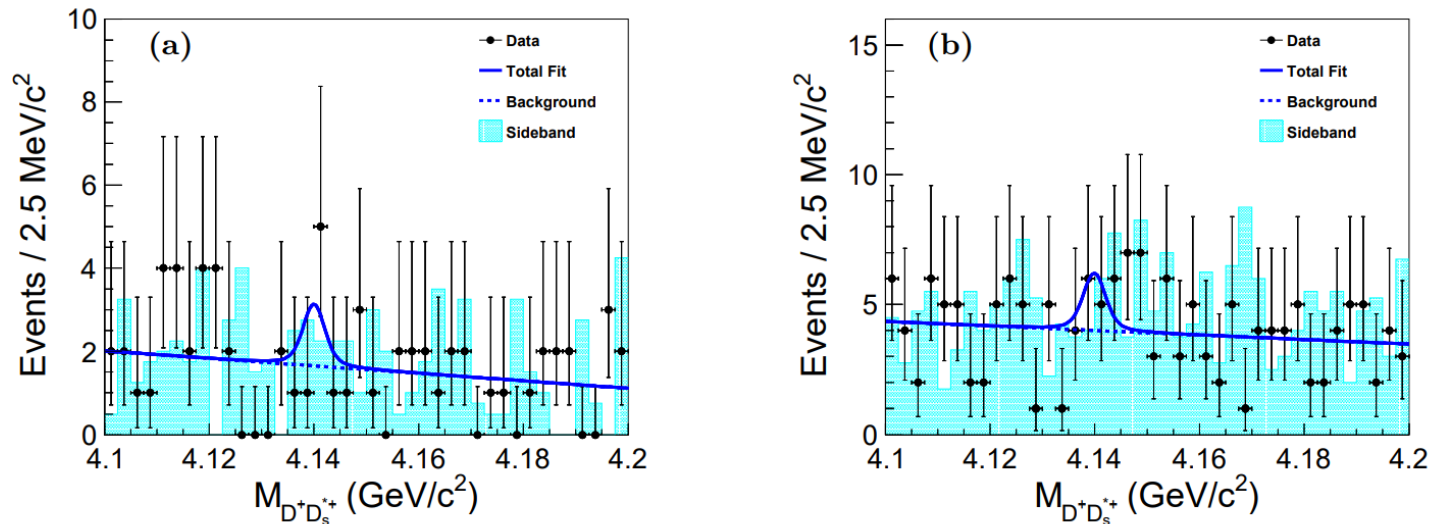 (a)
Data
Total Fit
Background
Sideband
Events / 2.5 MeV/c²
10
8
6
4
2
0
4.1 4.12 4.14 4.16 4.18 4.2
M_{D⁺D_s^{*+}} (GeV/c²)
(b)
Data
Total Fit
Background
Sideband
Events / 2.5 MeV/c²
15
10
5
0
4.1 4.12 4.14 4.16 4.18 4.2
M_{D⁺D_s^{*+}} (GeV/c²)